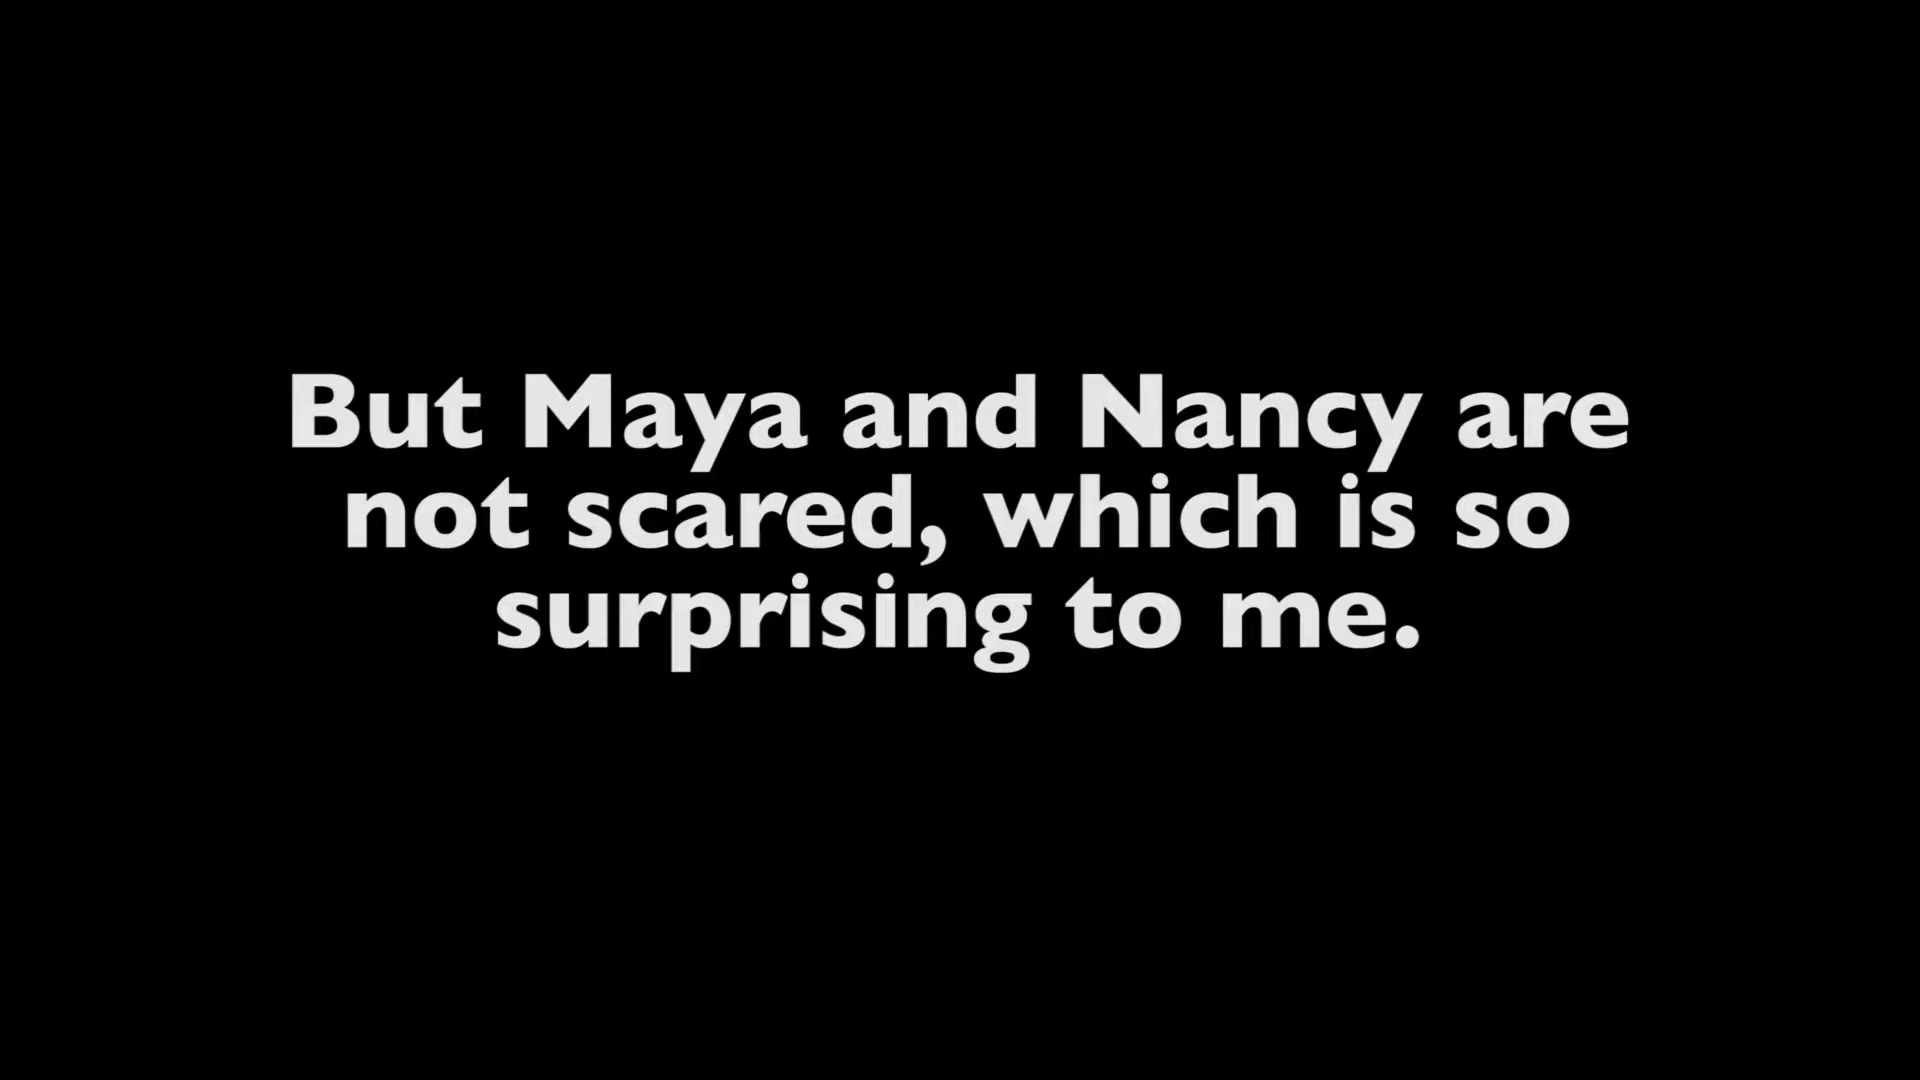 But Maya and Nancy are
not scared, which is so
surprising to me.